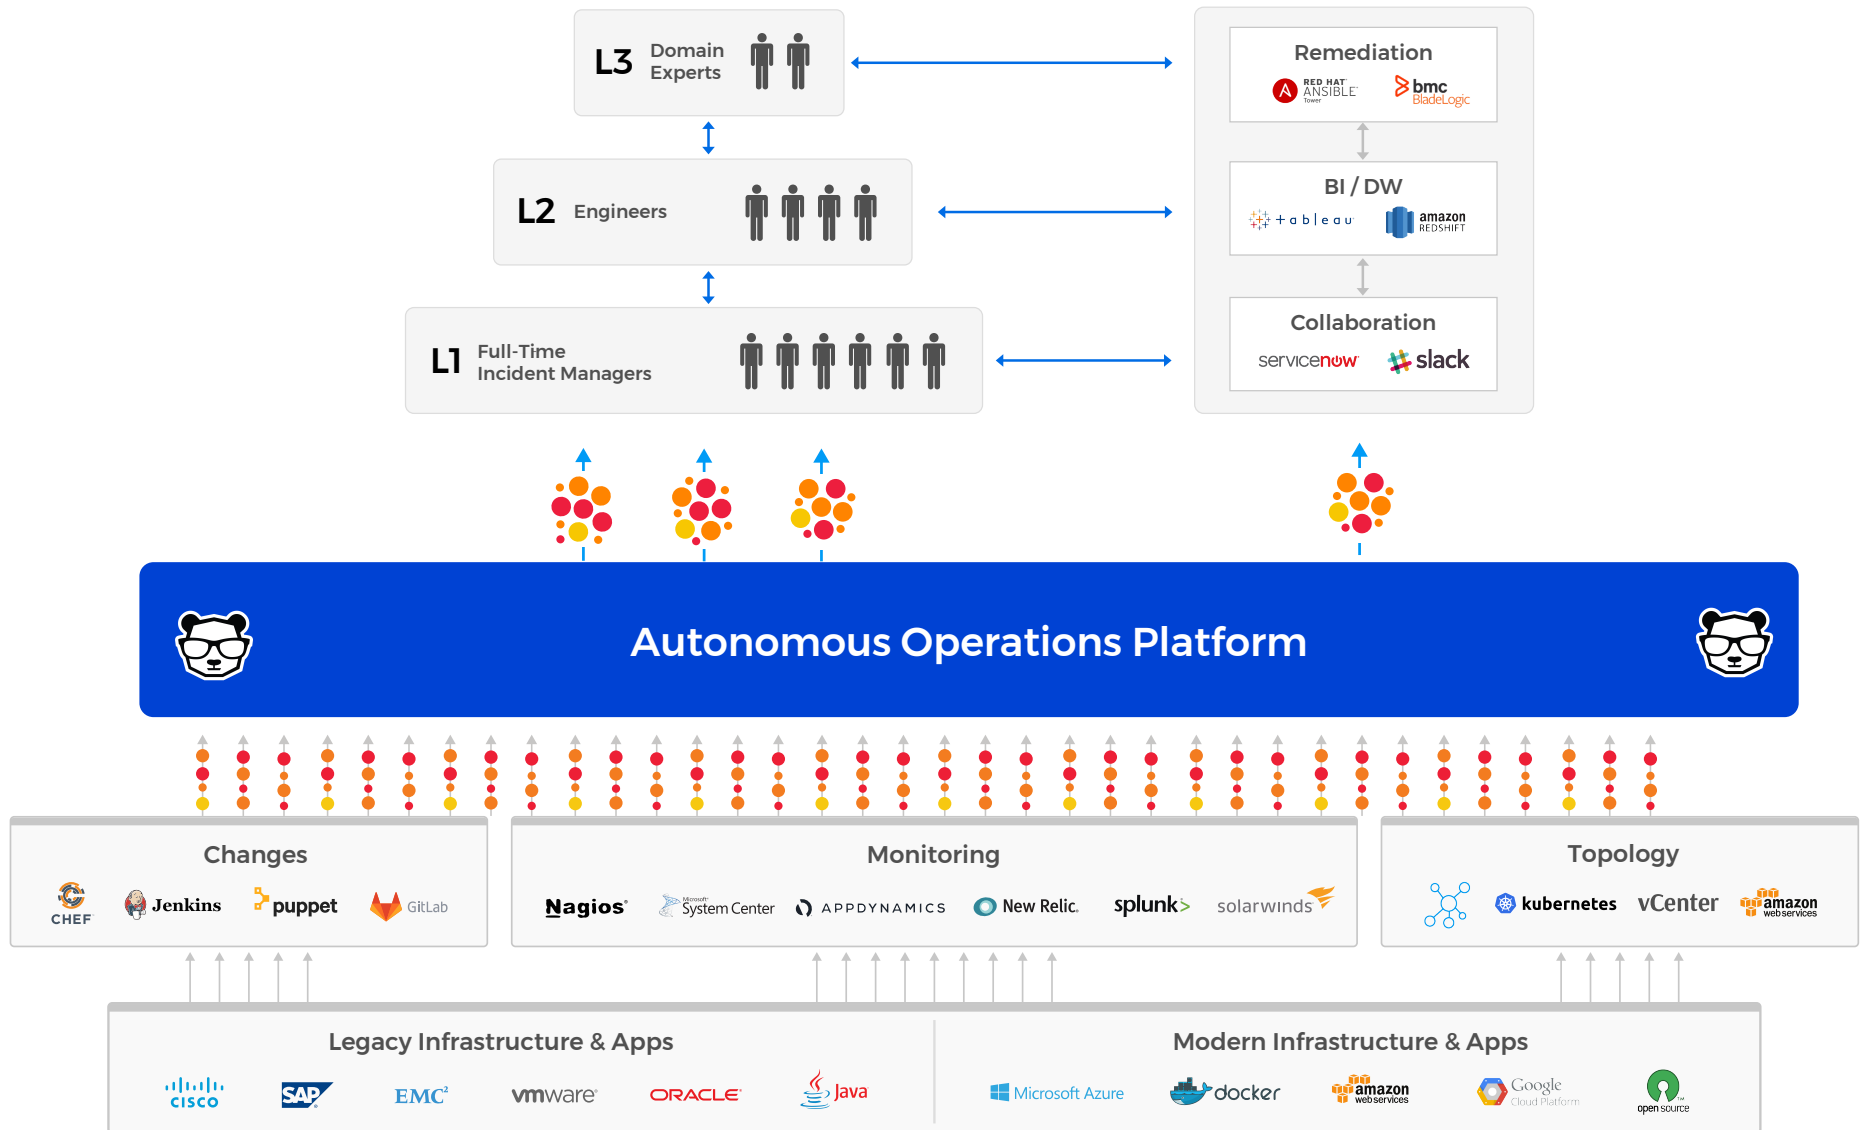 L3 Domain
Experts
Remediation
RED HAT
ANSIBLE
Tower
bmc
BladeLogic
L2 Engineers
BI / DW
+ableau
amazon
REDSHIFT
L1 Full-Time
Incident Managers
Collaboration
servicenow
slack
Autonomous Operations Platform
Changes
CHEF
Jenkins
puppet
GitLab
Monitoring
Nagios®
Microsoft
System Center
APPDYNAMICS
New Relic.
splunk>
solarwinds
Topology
kubernetes
vCenter
amazon
web services
Legacy Infrastructure & Apps
CISCO
SAP
EMC²
vmware®
ORACLE®
Java
Modern Infrastructure & Apps
Microsoft Azure
docker
amazon
web services
Google
Cloud Platform
open source™